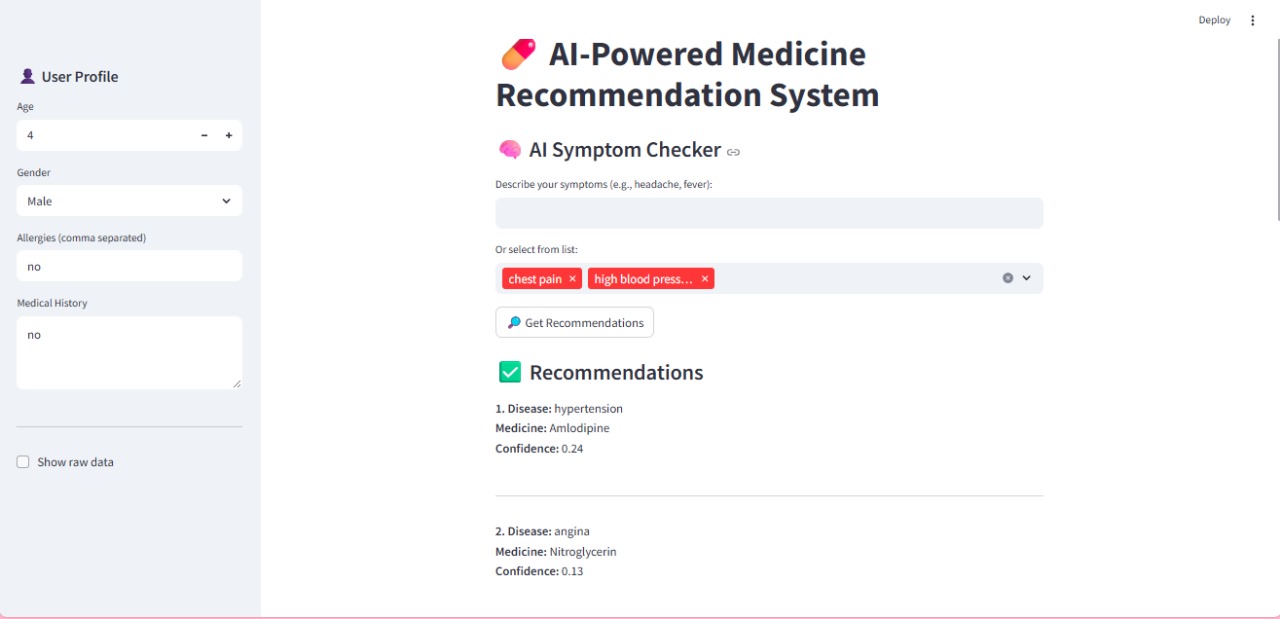 Deploy
User Profile
Age
4
Gender
Male
Allergies (comma separated)
no
Medical History
no
Show raw data
AI-Powered Medicine
Recommendation System
AI Symptom Checker
Describe your symptoms (e.g., headache, fever):
Or select from list:
chest pain × high blood press... ×
Get Recommendations
Recommendations
1. Disease: hypertension
Medicine: Amlodipine
Confidence: 0.24
2. Disease: angina
Medicine: Nitroglycerin
Confidence: 0.13